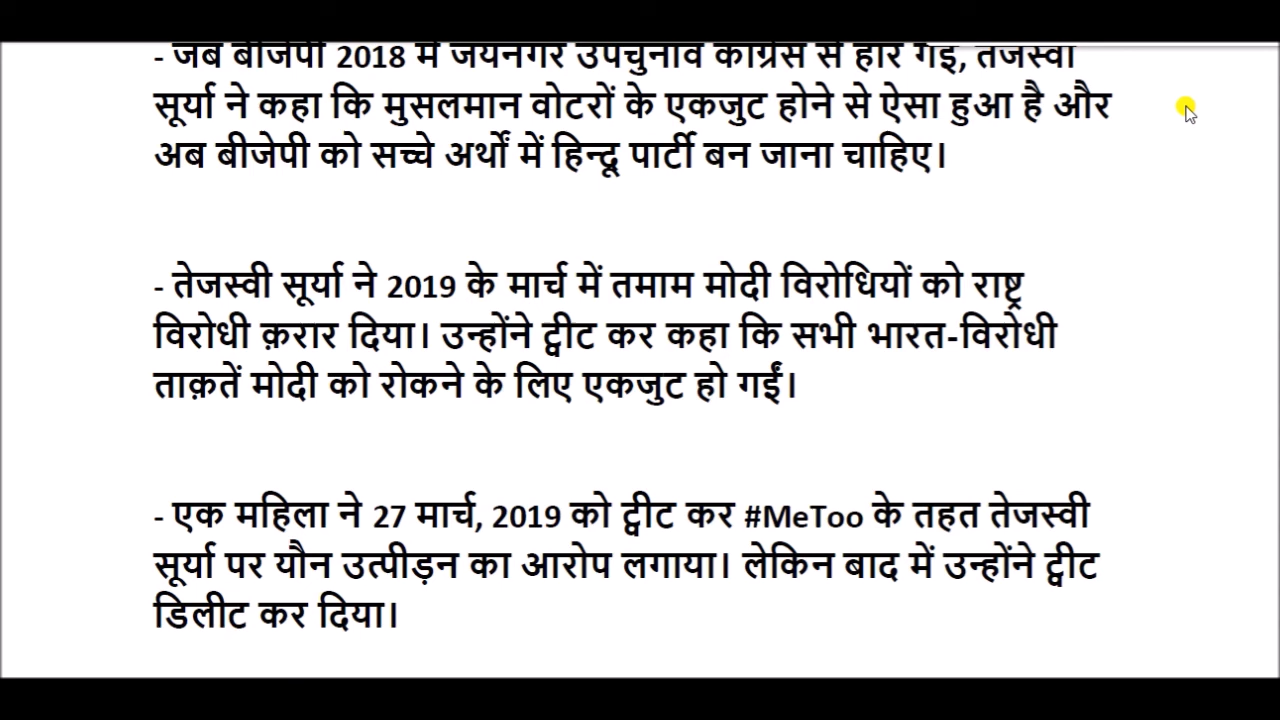 - जब बीजेपी 2018 में जयनगर उपचुनाव कांग्रेस से हार गई, तेजस्वी
सूर्या ने कहा कि मुसलमान वोटरों के एकजुट होने से ऐसा हुआ है और
अब बीजेपी को सच्चे अर्थों में हिन्दू पार्टी बन जाना चाहिए।
- तेजस्वी सूर्या ने 2019 के मार्च में तमाम मोदी विरोधियों को राष्ट्र
विरोधी क़रार दिया। उन्होंने ट्वीट कर कहा कि सभी भारत-विरोधी
ताक़तें मोदी को रोकने के लिए एकजुट हो गईं।
- एक महिला ने 27 मार्च, 2019 को ट्वीट कर #MeToo के तहत तेजस्वी
सूर्या पर यौन उत्पीड़न का आरोप लगाया। लेकिन बाद में उन्होंने ट्वीट
डिलीट कर दिया।